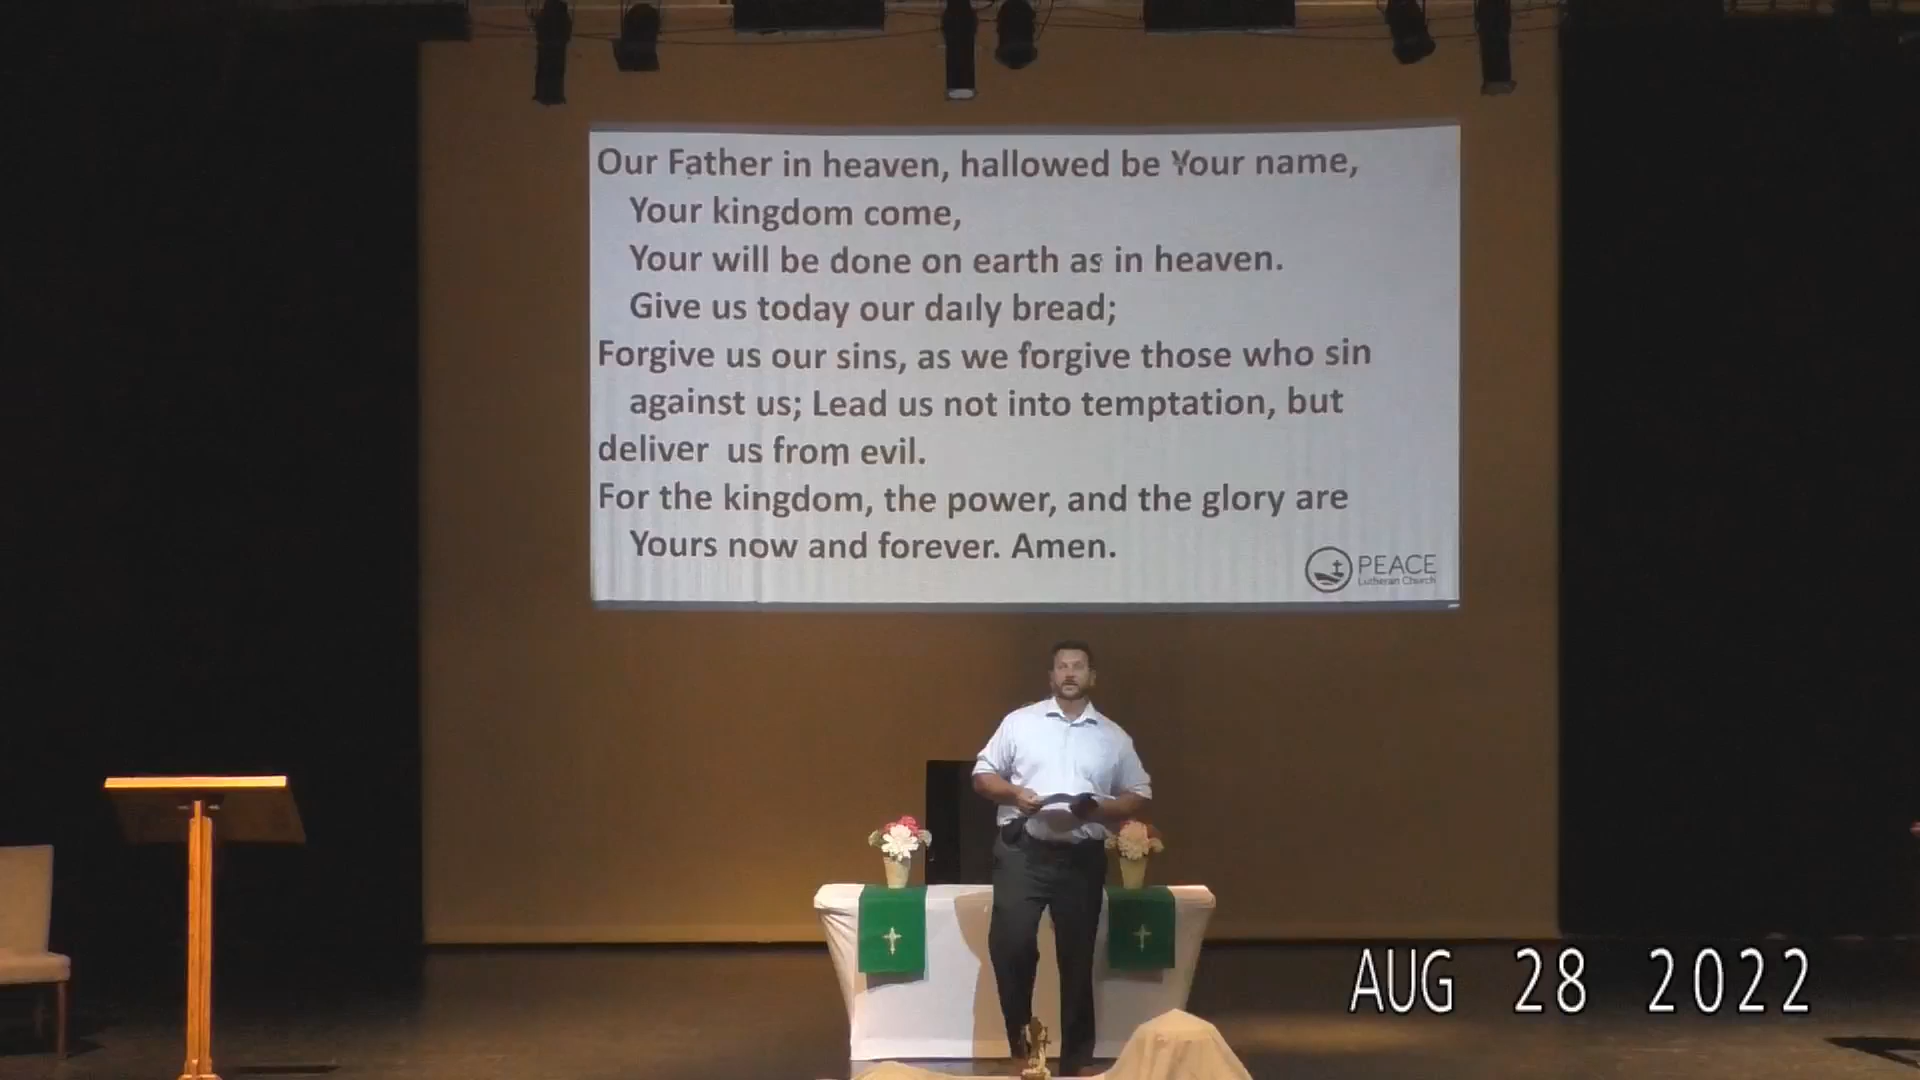 Our Father in heaven, hallowed be Your name,
Your kingdom come,
Your will be done on earth as in heaven.
Give us today our daily bread;
Forgive us our sins, as we forgive those who sin
against us; Lead us not into temptation, but
deliver us from evil.
For the kingdom, the power, and the glory are
Yours now and forever. Amen.
PEACE
Lutheran Church
AUG 28 2022